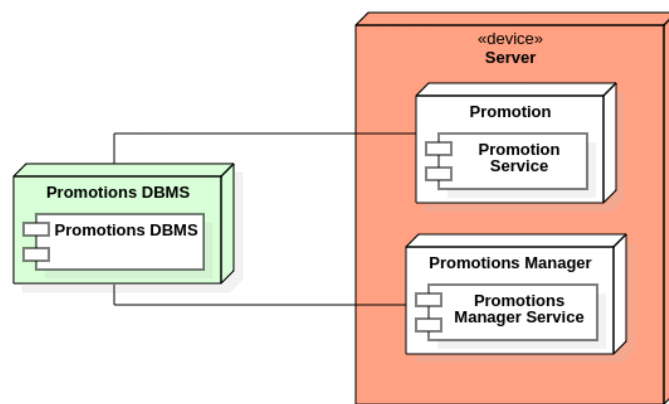 «device»
Server
Promotion
Promotion
Service
Promotions DBMS
Promotions DBMS
Promotions Manager
Promotions
Manager Service